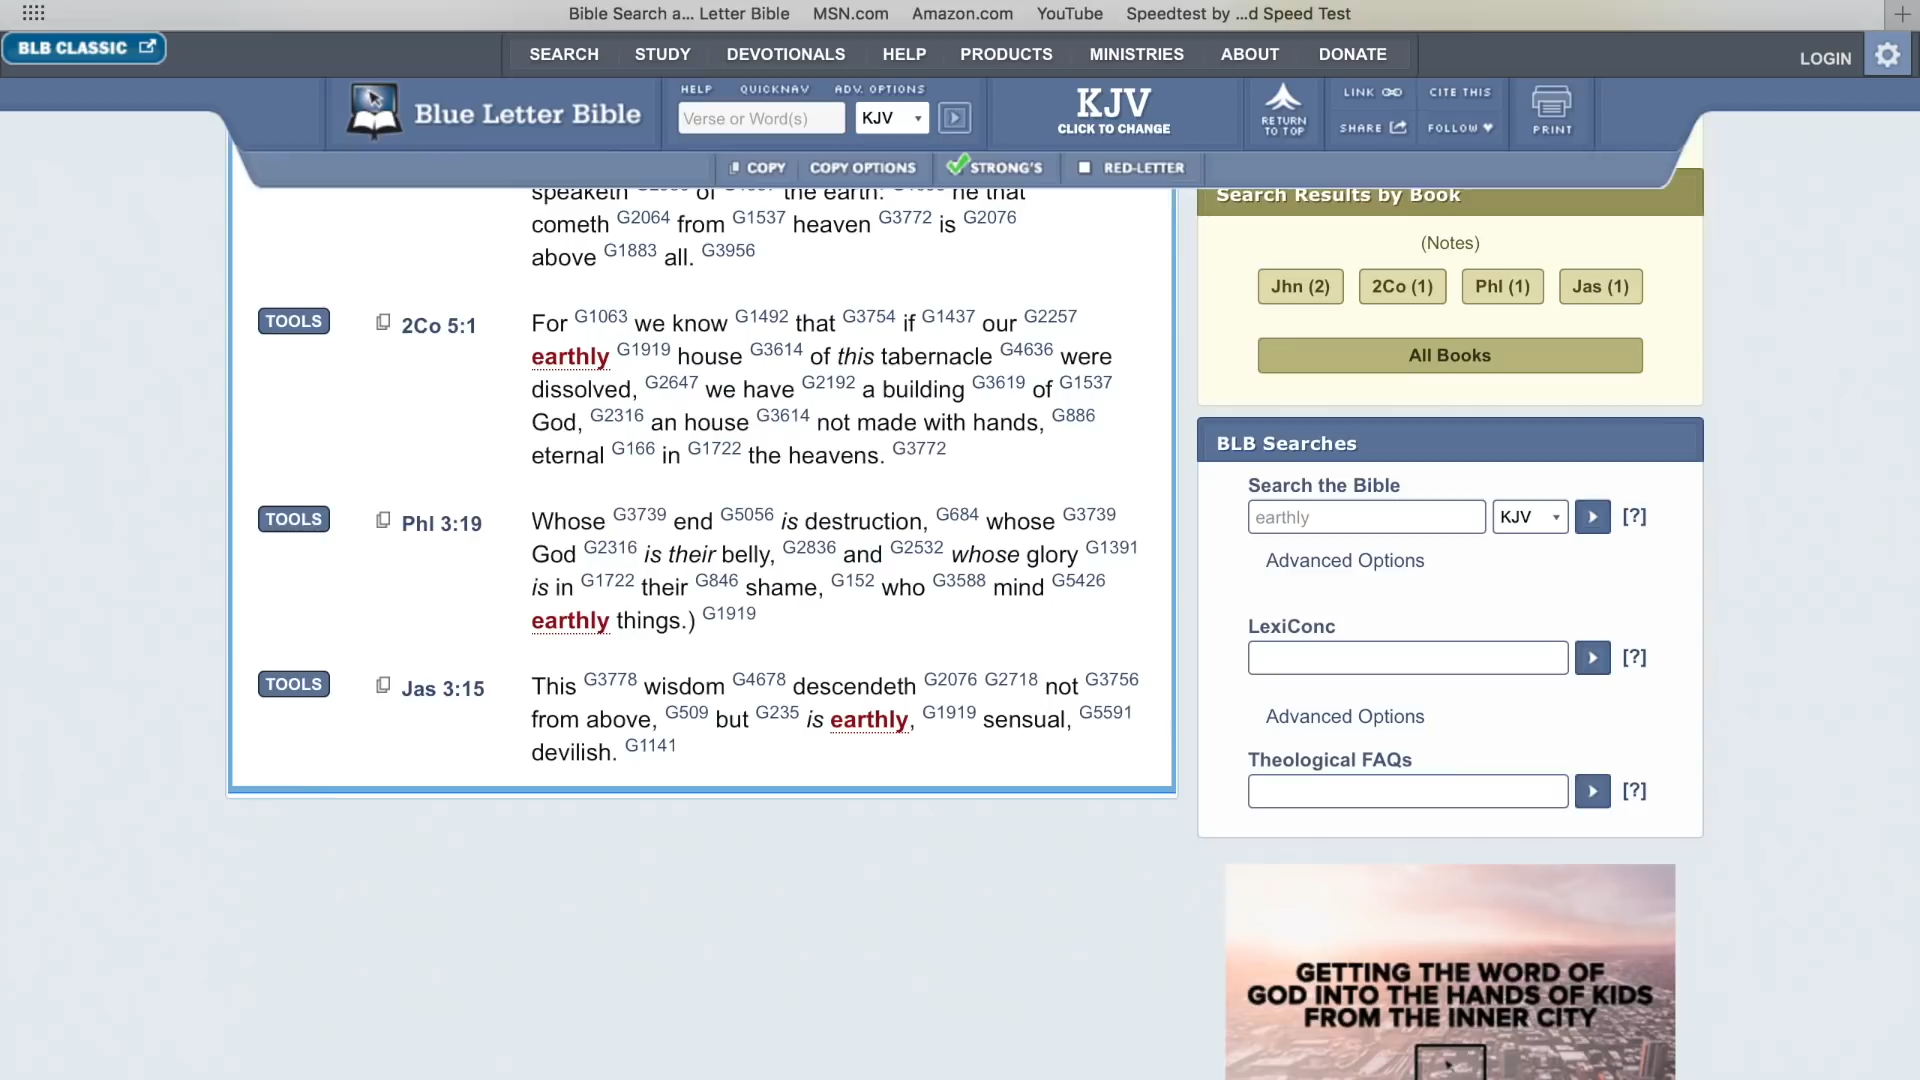 Bible Search a... Letter Bible MSN.com Amazon.com YouTube Speedtest by ...d Speed Test
BLB CLASSIC
SEARCH STUDY DEVOTIONALS HELP PRODUCTS MINISTRIES ABOUT DONATE
LOGIN
Blue Letter Bible
HELP QUICKNAV ADV. OPTIONS
Verse or Word(s) KJV
KJV
CLICK TO CHANGE
RETURN
TO TOP
LINK CITE THIS
SHARE FOLLOW
PRINT
COPY COPY OPTIONS STRONG'S RED-LETTER
speaketh of the earth: he that
cometh G2064 from G1537 heaven G3772 is G2076
above G1883 all. G3956
TOOLS 2Co 5:1
For G1063 we know G1492 that G3754 if G1437 our G2257
earthly G1919 house G3614 of this tabernacle G4636 were
dissolved, G2647 we have G2192 a building G3619 of G1537
God, G2316 an house G3614 not made with hands, G886
eternal G166 in G1722 the heavens. G3772
TOOLS Phl 3:19
Whose G3739 end G5056 is destruction, G684 whose G3739
God G2316 is their belly, G2836 and G2532 whose glory G1391
is in G1722 their G846 shame, G152 who G3588 mind G5426
earthly things.) G1919
TOOLS Jas 3:15
This G3778 wisdom G4678 descendeth G2076 G2718 not G3756
from above, G509 but G235 is earthly, G1919 sensual, G5591
devilish. G1141
Search Results by Book
(Notes)
Jhn (2) 2Co (1) Phl (1) Jas (1)
All Books
BLB Searches
Search the Bible
earthly KJV [?]
Advanced Options
LexiConc
[?]
Advanced Options
Theological FAQs
[?]
GETTING THE WORD OF
GOD INTO THE HANDS OF KIDS
FROM THE INNER CITY